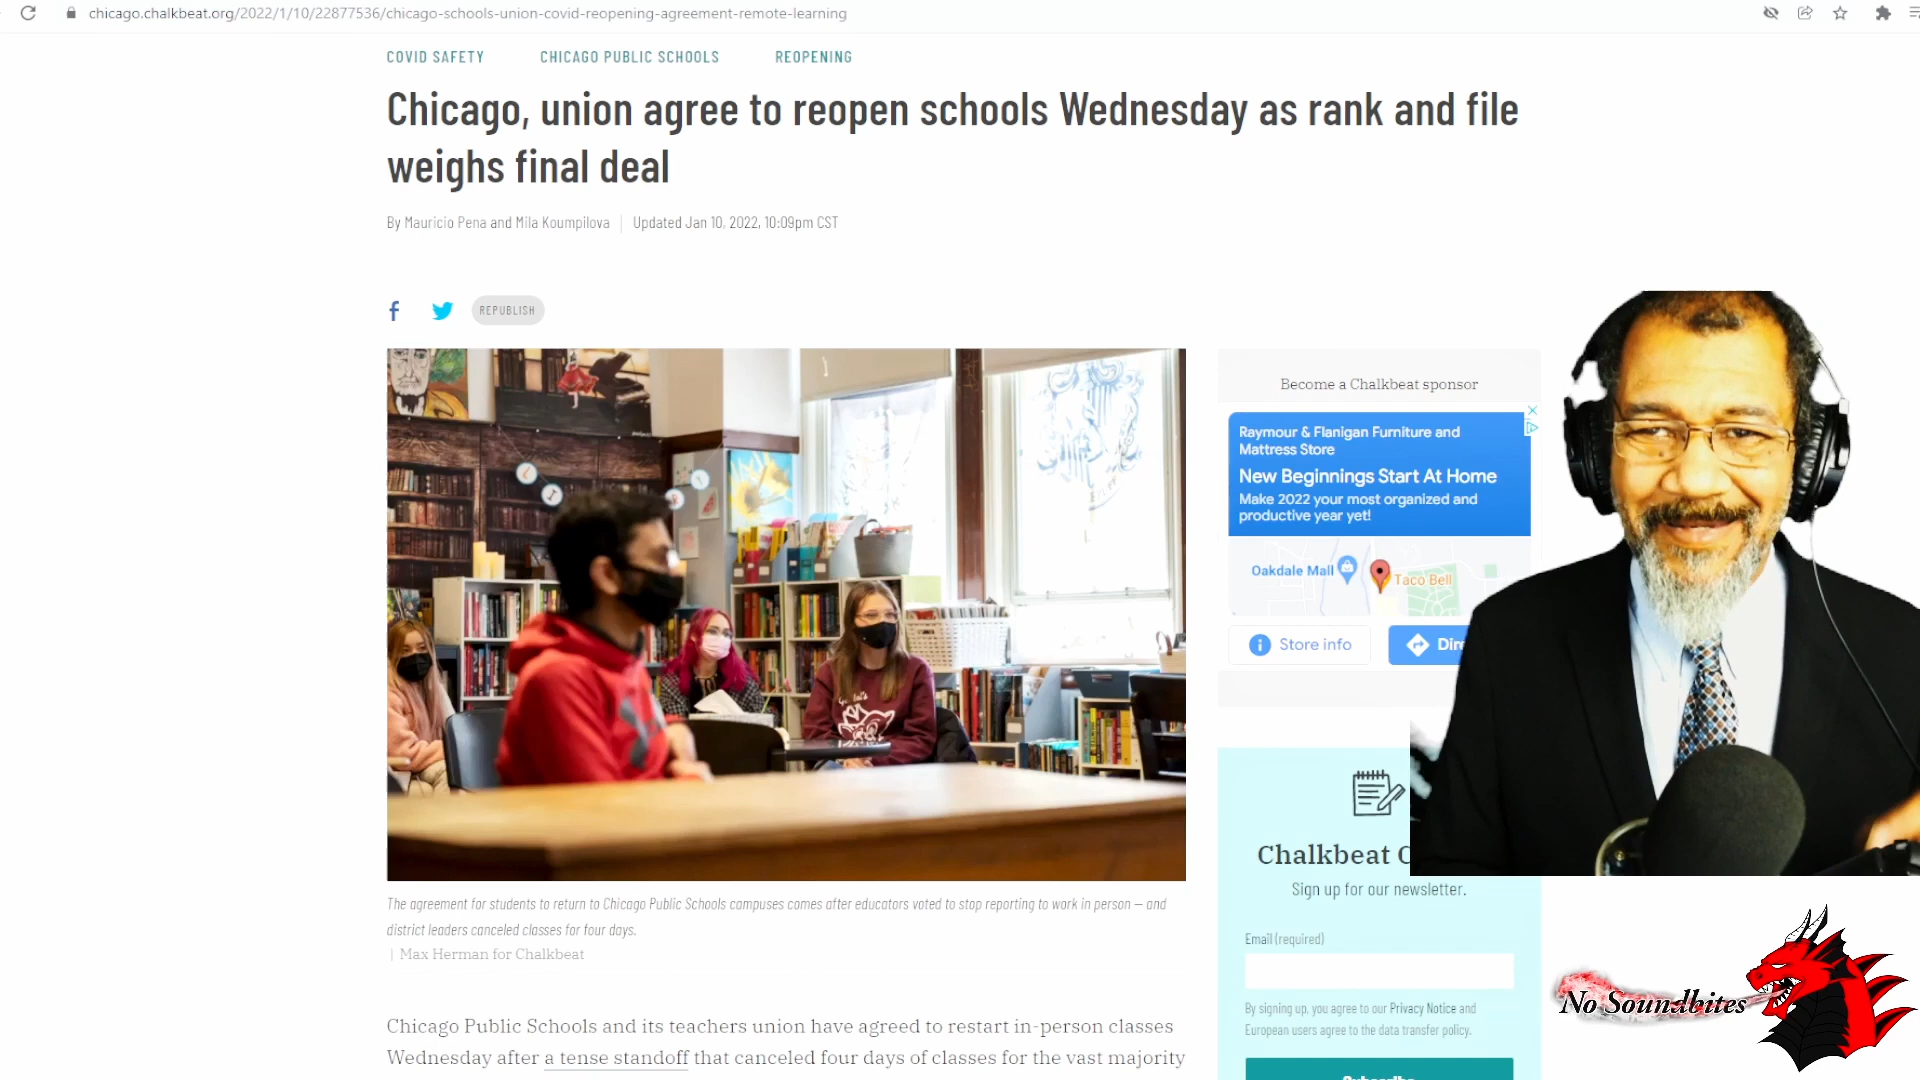 chicago.chalkbeat.org/2022/1/10/22877536/chicago-schools-union-covid-reopening-agreement-remote-learning
COVID SAFETY CHICAGO PUBLIC SCHOOLS REOPENING
Chicago, union agree to reopen schools Wednesday as rank and file
weighs final deal
By Mauricio Pena and Mila Koumpilova | Updated Jan 10, 2022, 10:09pm CST
REPUBLISH
The agreement for students to return to Chicago Public Schools campuses comes after educators voted to stop reporting to work in person — and
district leaders canceled classes for four days.
| Max Herman for Chalkbeat
Chicago Public Schools and its teachers union have agreed to restart in-person classes
Wednesday after a tense standoff that canceled four days of classes for the vast majority
Become a Chalkbeat sponsor
Raymour & Flanigan Furniture and
Mattress Store
New Beginnings Start At Home
Make 2022 your most organized and
productive year yet!
Oakdale Mall
Taco Bell
Store info
Dir
Chalkbeat C
Sign up for our newsletter.
Email (required)
By signing up, you agree to our Privacy Notice and
European users agree to the data transfer policy.
Subscribe
No Soundbites